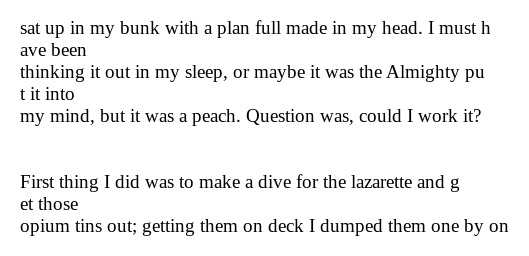 sat up in my bunk with a plan full made in my head. I must h
ave been
thinking it out in my sleep, or maybe it was the Almighty pu
t it into
my mind, but it was a peach. Question was, could I work it?
First thing I did was to make a dive for the lazarette and g
et those
opium tins out; getting them on deck I dumped them one by on